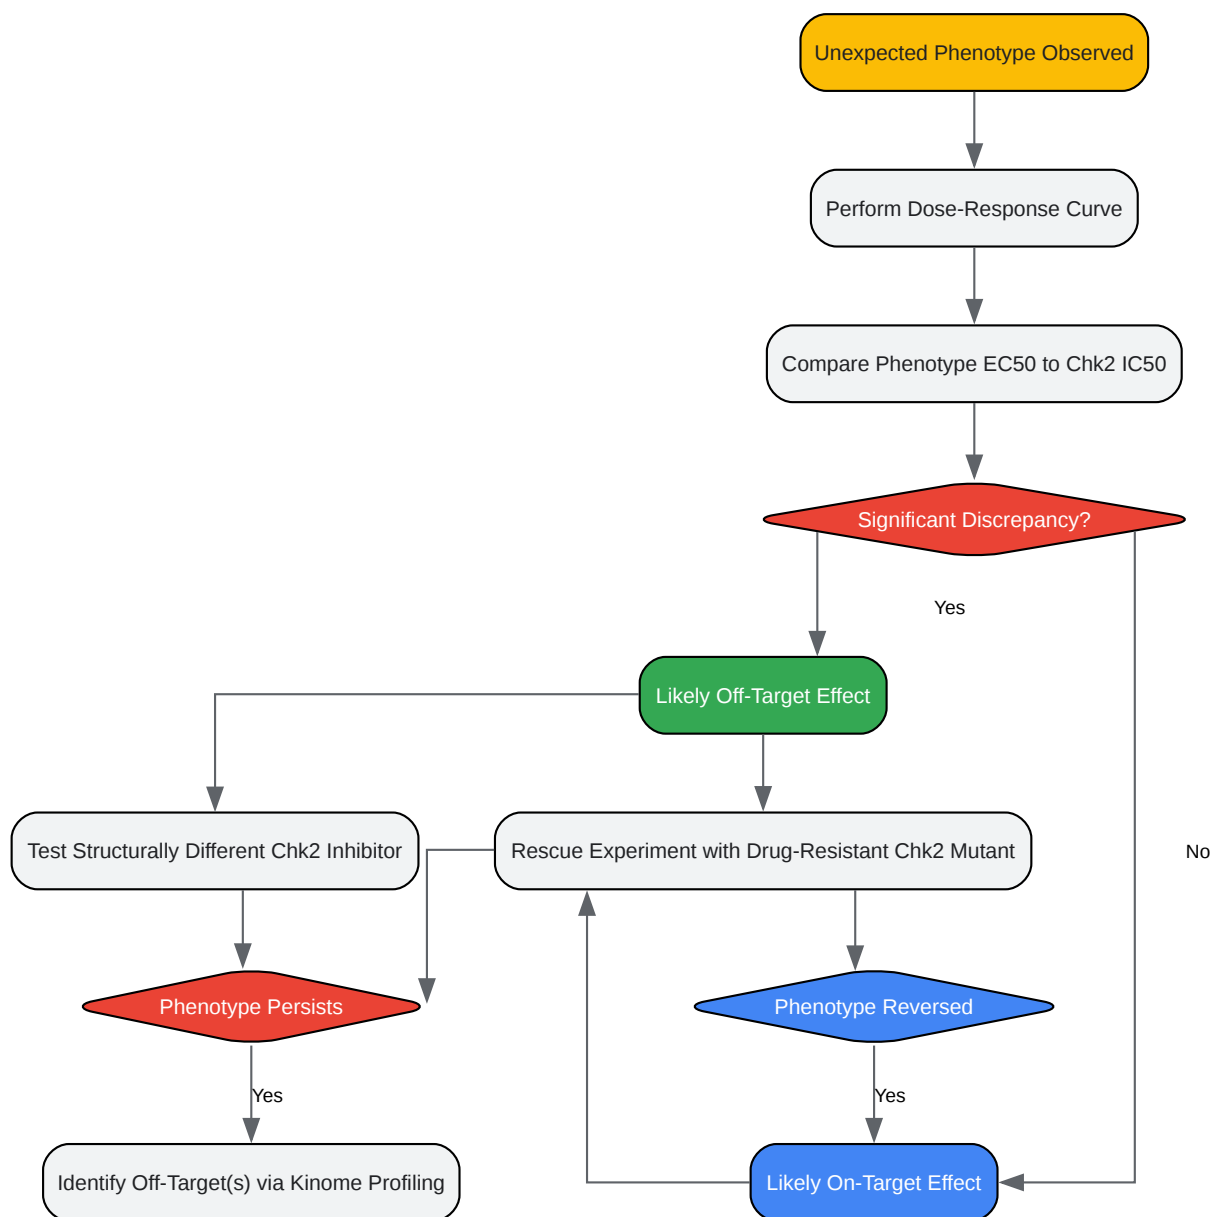 Unexpected Phenotype Observed
Perform Dose-Response Curve
Compare Phenotype EC50 to Chk2 IC50
Significant Discrepancy?
Yes
Likely Off-Target Effect
No
Test Structurally Different Chk2 Inhibitor
Rescue Experiment with Drug-Resistant Chk2 Mutant
Phenotype Persists
Phenotype Reversed
Yes
Yes
Identify Off-Target(s) via Kinome Profiling
Likely On-Target Effect